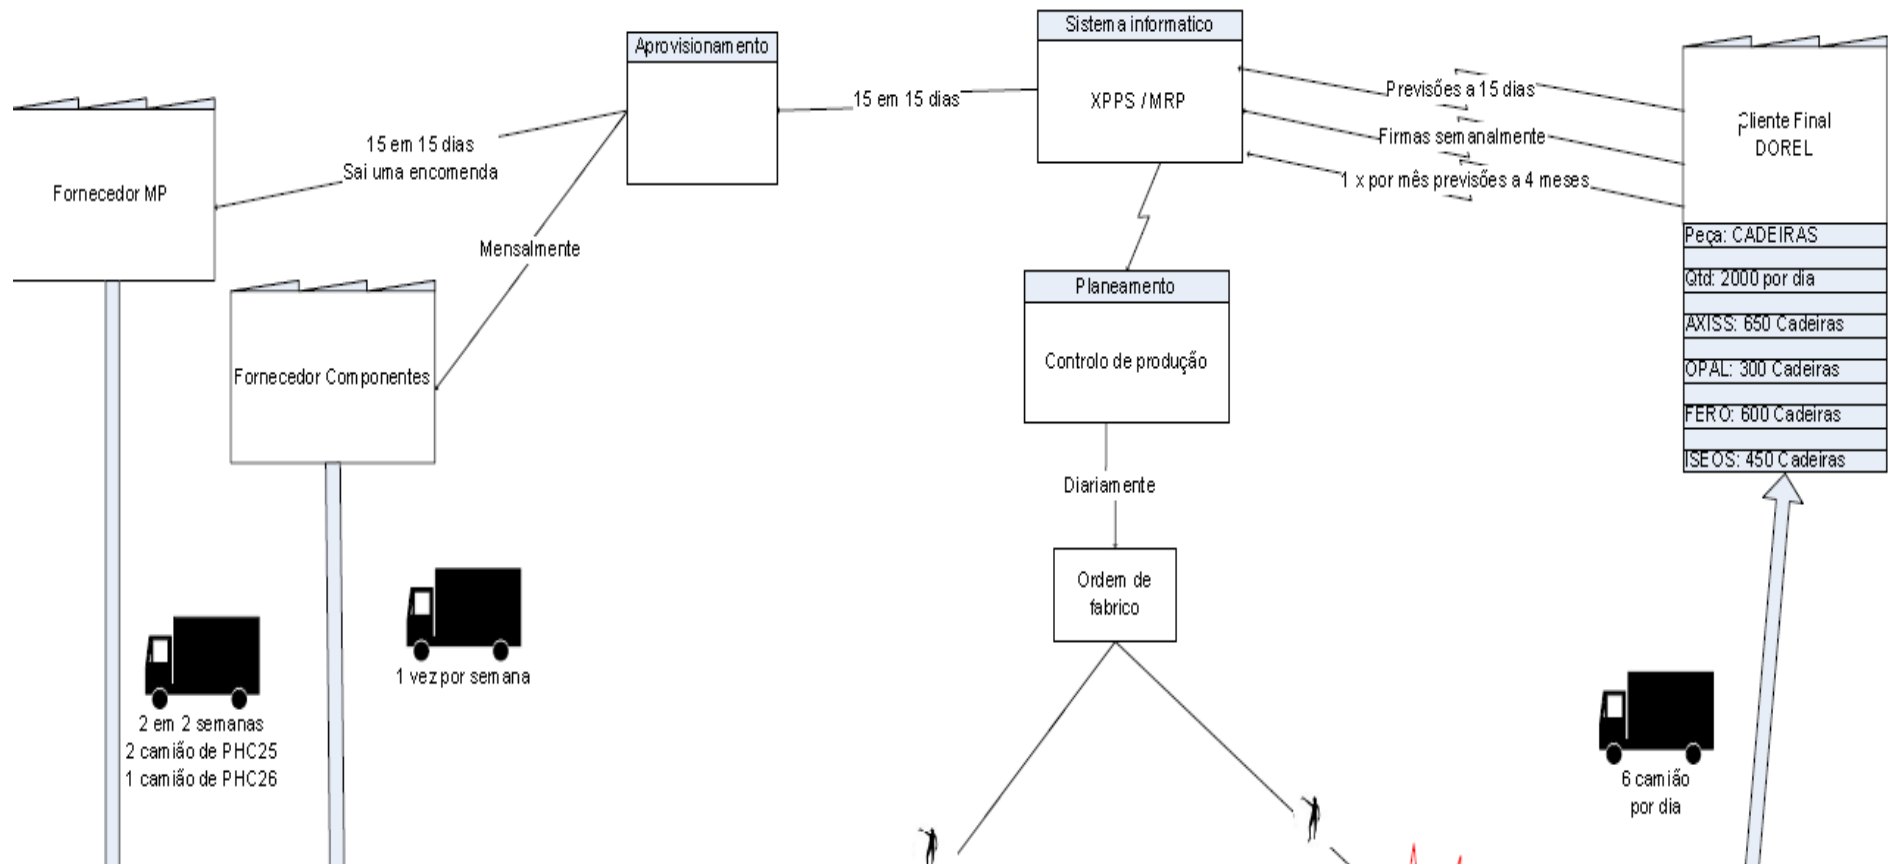 Sistema informatico
XPPS / MRP
Aprovisionamento
15 em 15 dias
Previsões a 15 dias
Firmas semanalmente
1 x por mês previsões a 4 meses
Cliente Final
DOREL
Peça: CADEIRAS
Qtd: 2000 por dia
AXISS: 650 Cadeiras
OPAL: 300 Cadeiras
FERO: 600 Cadeiras
ISEOS: 450 Cadeiras
15 em 15 dias
Sai uma encomenda
Fornecedor MP
Mensalmente
Fornecedor Componentes
Planeamento
Controlo de produção
Diariamente
Ordem de
fabrico
1 vez por semana
2 em 2 semanas
2 camião de PHC25
1 camião de PHC26
6 camião
por dia